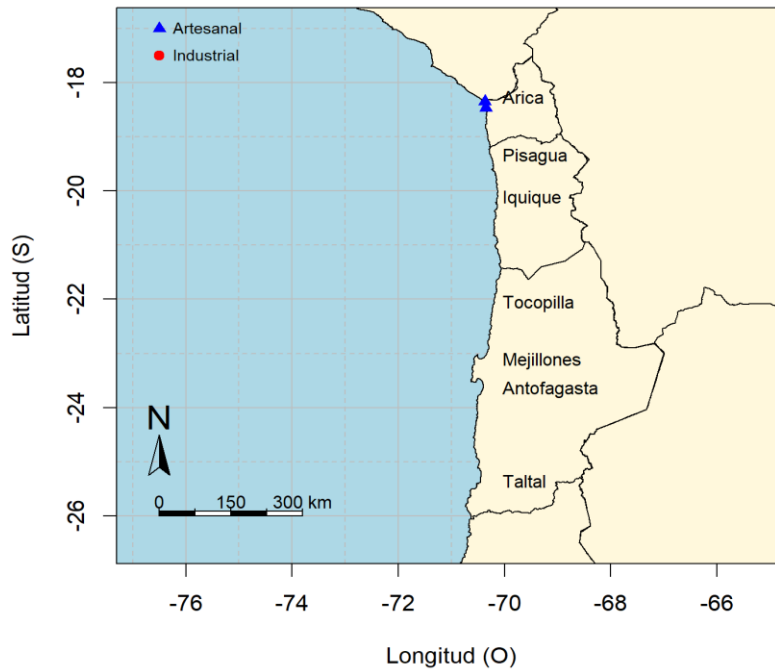 Artesanal
Industrial
-18
-20
-22
-24
-26
Latitud (S)
Arica
Pisagua
Iquique
Tocopilla
Mejillones
Antofagasta
Taltal
N
0 150 300 km
-76 -74 -72 -70 -68 -66
Longitud (O)